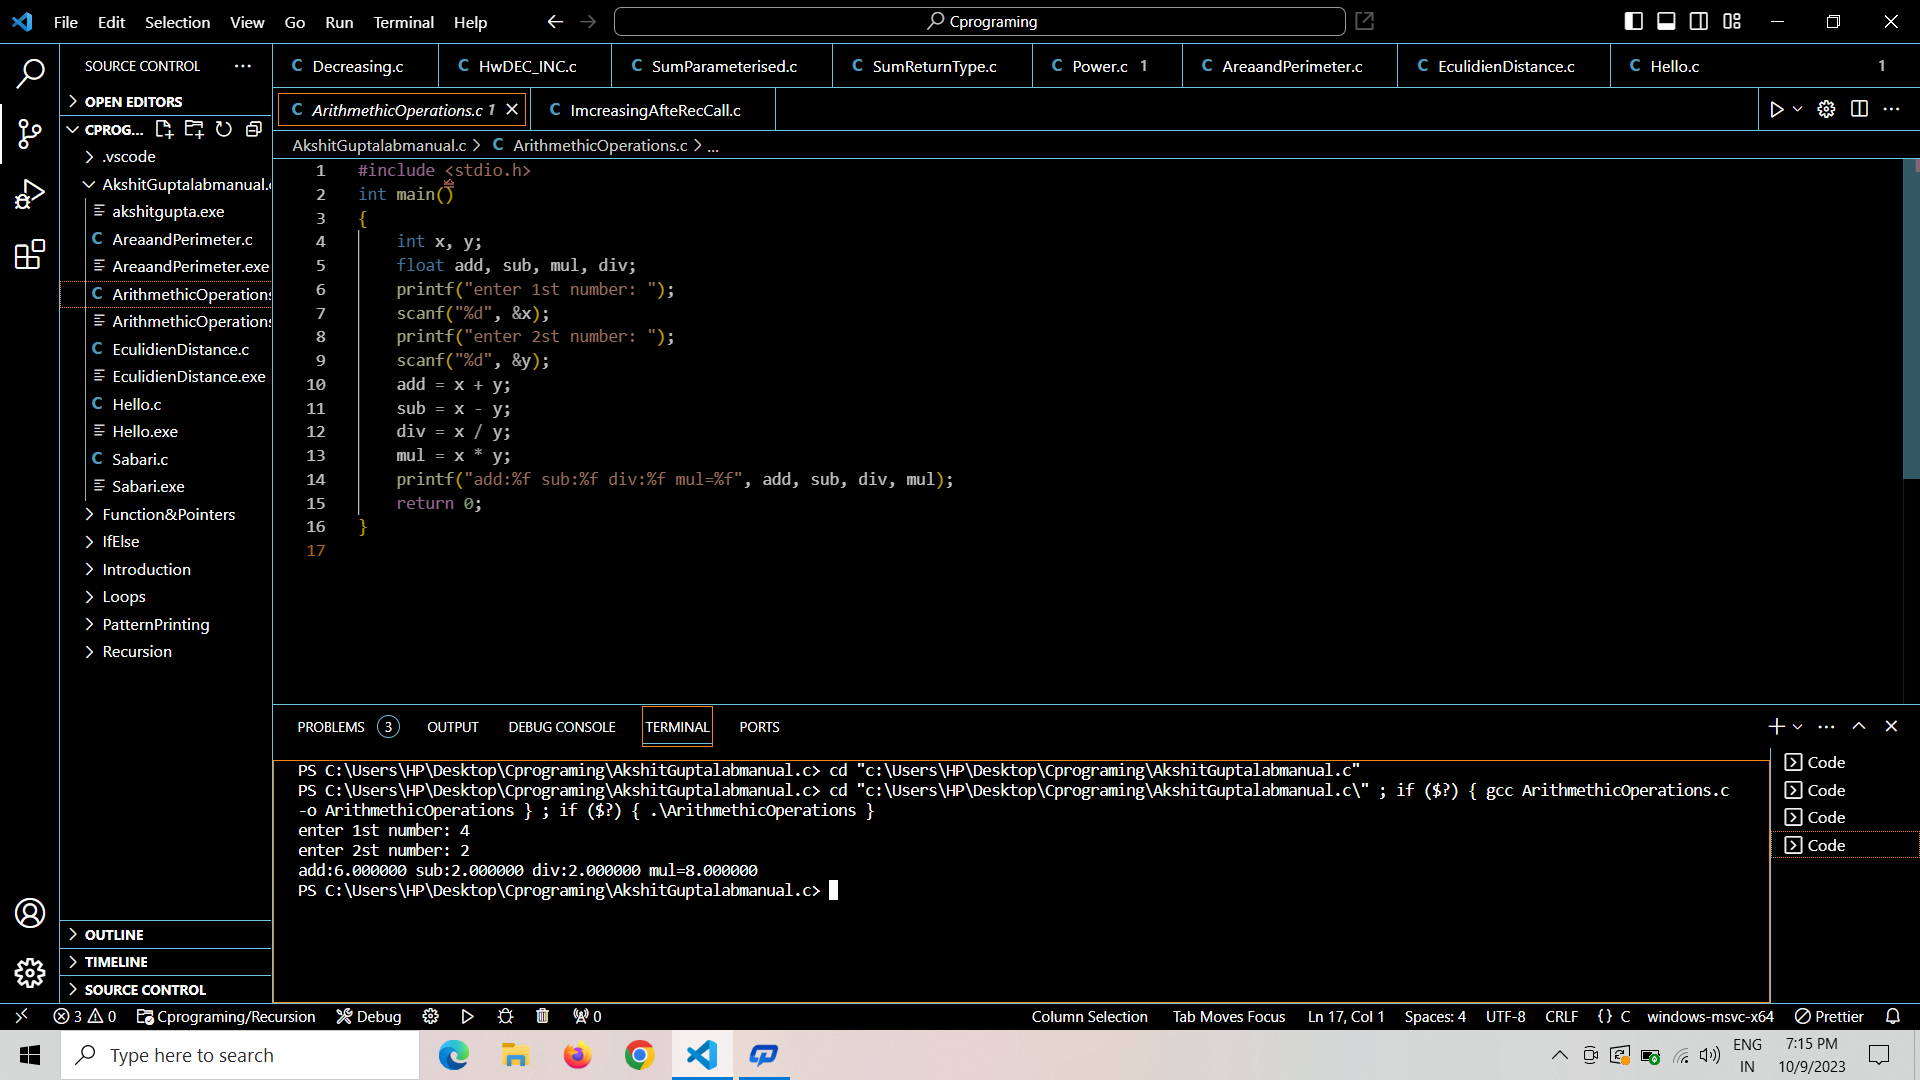 File Edit Selection View Go Run Terminal Help
Cprograming
SOURCE CONTROL
OPEN EDITORS
CPROG...
.vscode
AkshitGuptalabmanual.
akshitgupta.exe
AreaandPerimeter.c
AreaandPerimeter.exe
ArithmethicOperations
ArithmethicOperations
EculidienDistance.c
EculidienDistance.exe
Hello.c
Hello.exe
Sabari.c
Sabari.exe
Function&Pointers
IfElse
Introduction
Loops
PatternPrinting
Recursion
OUTLINE
TIMELINE
SOURCE CONTROL
C Decreasing.c C HwDEC_INC.c C SumParameterised.c C SumReturnType.c C Power.c 1 C AreaandPerimeter.c C EculidienDistance.c C Hello.c 1
C ArithmethicOperations.c 1 C ImcreasingAfteRecCall.c
AkshitGuptalabmanual.c > C ArithmethicOperations.c > ...
1 #include <stdio.h>
2 int main()
3 {
4 int x, y;
5 float add, sub, mul, div;
6 printf("enter 1st number: ");
7 scanf("%d", &x);
8 printf("enter 2st number: ");
9 scanf("%d", &y);
10 add = x + y;
11 sub = x - y;
12 div = x / y;
13 mul = x * y;
14 printf("add:%f sub:%f div:%f mul=%f", add, sub, div, mul);
15 return 0;
16 }
17
PROBLEMS 3 OUTPUT DEBUG CONSOLE TERMINAL PORTS
PS C:\Users\HP\Desktop\Cprograming\AkshitGuptalabmanual.c> cd "c:\Users\HP\Desktop\Cprograming\AkshitGuptalabmanual.c"
PS C:\Users\HP\Desktop\Cprograming\AkshitGuptalabmanual.c> cd "c:\Users\HP\Desktop\Cprograming\AkshitGuptalabmanual.c\" ; if ($?) { gcc ArithmethicOperations.c
-o ArithmethicOperations } ; if ($?) { .\ArithmethicOperations }
enter 1st number: 4
enter 2st number: 2
add:6.000000 sub:2.000000 div:2.000000 mul=8.000000
PS C:\Users\HP\Desktop\Cprograming\AkshitGuptalabmanual.c>
Code
Code
Code
Code
3 0 Cprograming/Recursion Debug 0 Column Selection Tab Moves Focus Ln 17, Col 1 Spaces: 4 UTF-8 CRLF {} C windows-msvc-x64 Prettier
Type here to search
ENG
IN
7:15 PM
10/9/2023